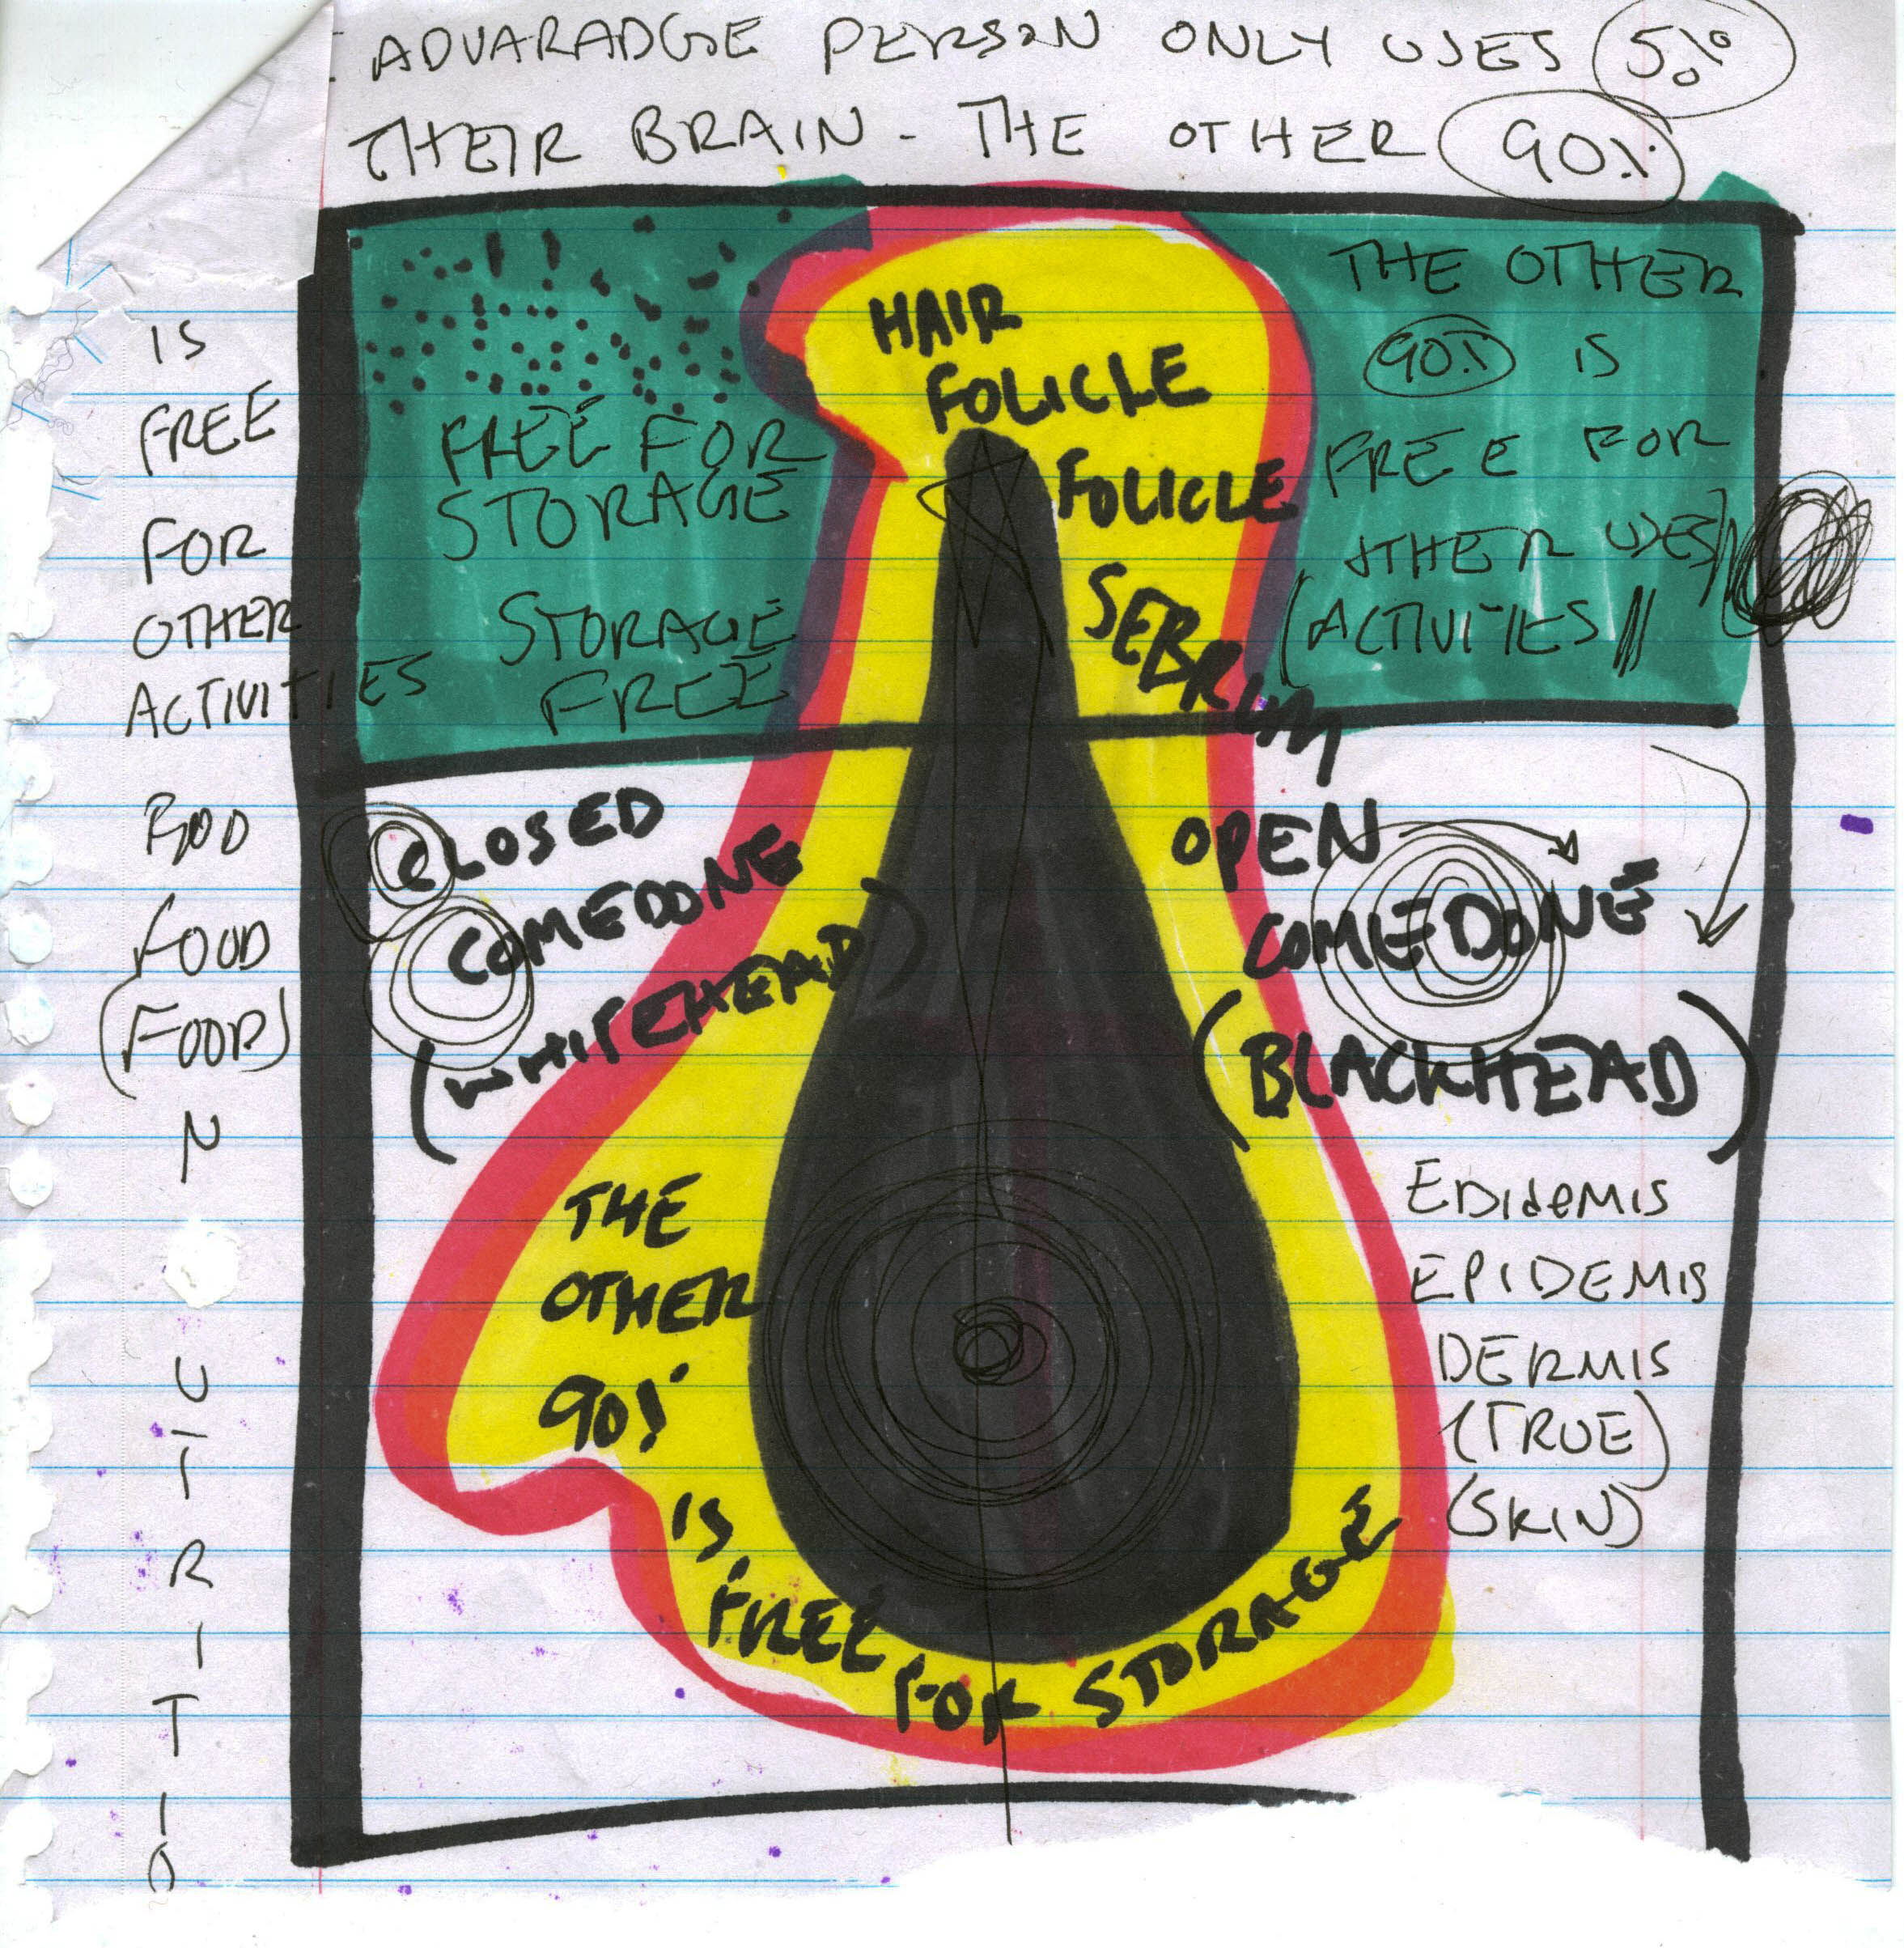 ADVARADGE PERSON ONLY USES 5%
THEIR BRAIN - THE OTHER 90%
IS
FREE
FOR
OTHER
ACTIVITIES
FOOD
(FOOD)
N
U
T
R
I
T
I
O
FREE FOR
STORAGE
STORAGE
FREE
HAIR
FOLICLE
FOLICLE
SEBRUM
THE OTHER
90% IS
FREE FOR
OTHER USES)
(ACTIVITIES
CLOSED
COMEDONE
(WHITEHEAD)
OPEN
COMEDONE
(BLACKHEAD)
THE
OTHER
90%
IS
FREE
FOR STORAGE
EDIDEMIS
EPIDEMIS
DERMIS
(TRUE)
(SKIN)